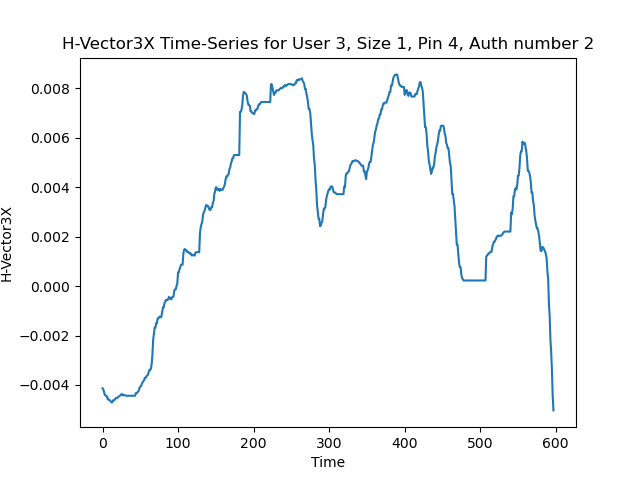 H-Vector3X Time-Series for User 3, Size 1, Pin 4, Auth number 2
0.008
0.006
0.004
0.002
0.000
−0.002
−0.004
H-Vector3X
0 100 200 300 400 500 600
Time